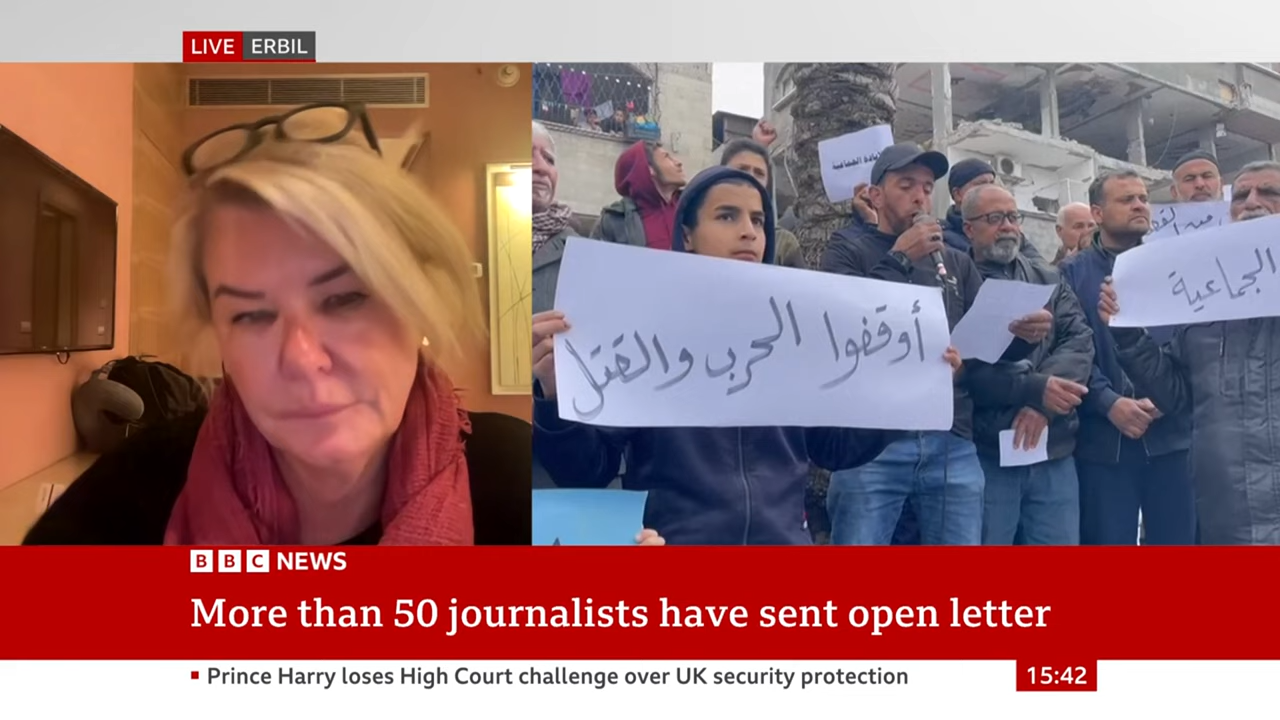 LIVE ERBIL
أوقفوا الحرب والقتل
الجماعية
BBC NEWS
More than 50 journalists have sent open letter
Prince Harry loses High Court challenge over UK security protection
15:42